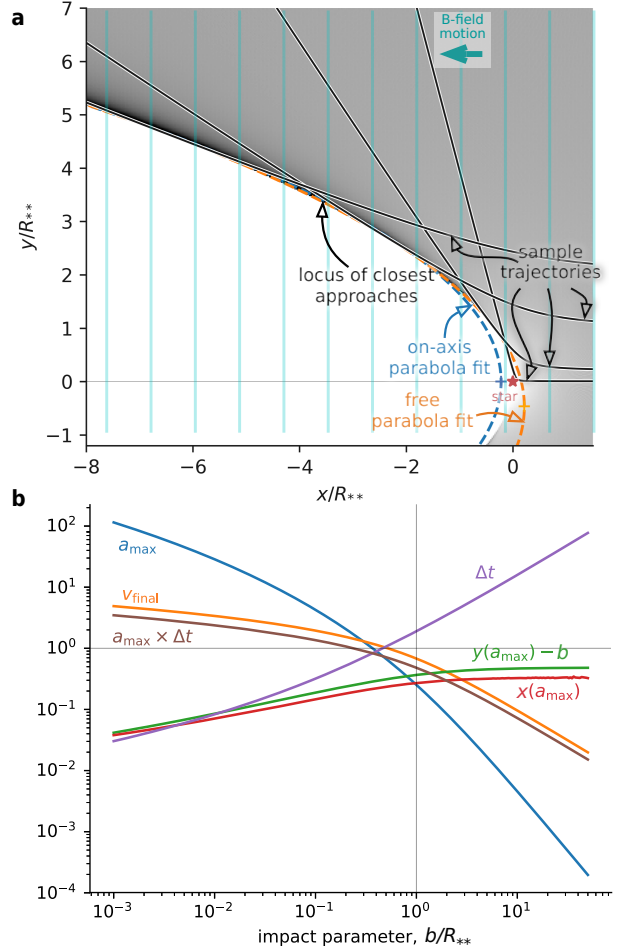 a
7
6
5
4
3
2
1
0
−1
y/R**
B-field
motion
locus of closest
approaches
sample
trajectories
on-axis
parabola fit
star
free
parabola fit
−8
−6
−4
−2
0
x/R**
b
10²
10¹
10⁰
10⁻¹
10⁻²
10⁻³
10⁻⁴
a_max
v_final
a_max × Δt
Δt
y(a_max) − b
x(a_max)
10⁻³
10⁻²
10⁻¹
10⁰
10¹
impact parameter, b/R**